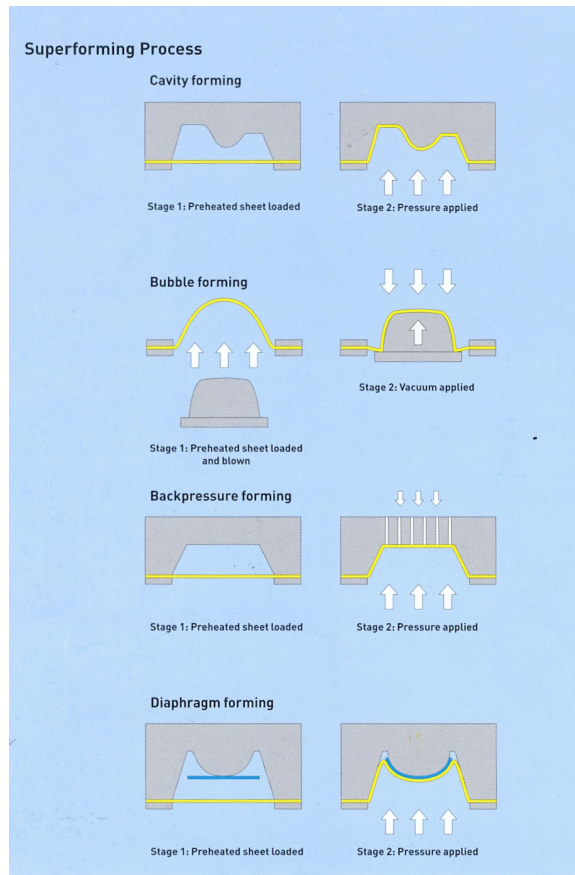 Superforming Process
Cavity forming
Stage 1: Preheated sheet loaded
Stage 2: Pressure applied
Bubble forming
Stage 2: Vacuum applied
Stage 1: Preheated sheet loaded
and blown
Backpressure forming
Stage 1: Preheated sheet loaded
Stage 2: Pressure applied
Diaphragm forming
Stage 1: Preheated sheet loaded
Stage 2: Pressure applied